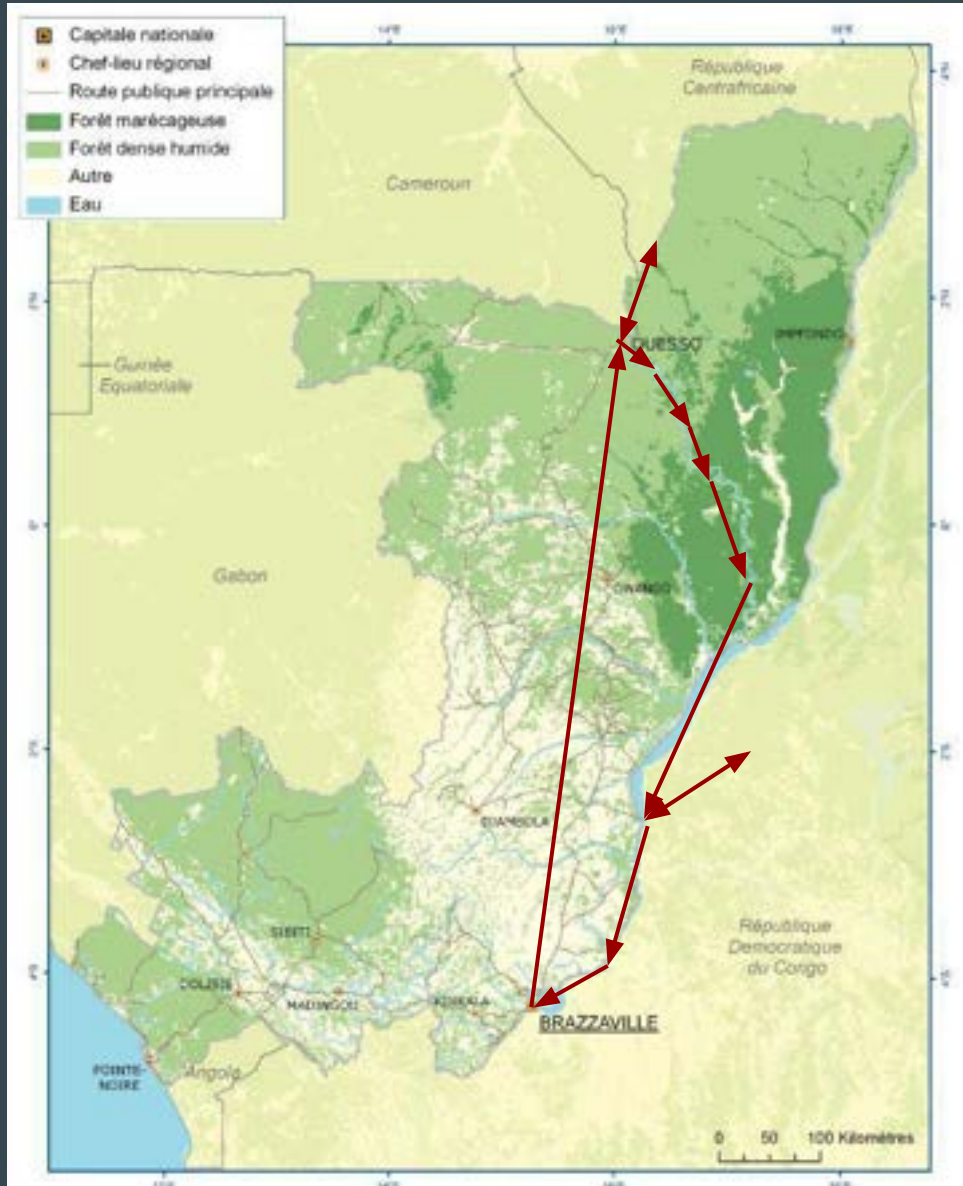 Capitale nationale
Chef-lieu régional
Route publique principale
Forêt marécageuse
Forêt dense humide
Autre
Eau
République
Centrafricaine
Cameroun
Guinée
Equatoriale
OUESSO
IMPFONDO
Gabon
OWANDO
DJAMBOLA
SIBITI
DOLISIE
MADINGOU
KINKALA
BRAZZAVILLE
POINTE-
NOIRE
Angola
République
Democratique
du Congo
0 50 100 Kilomètres